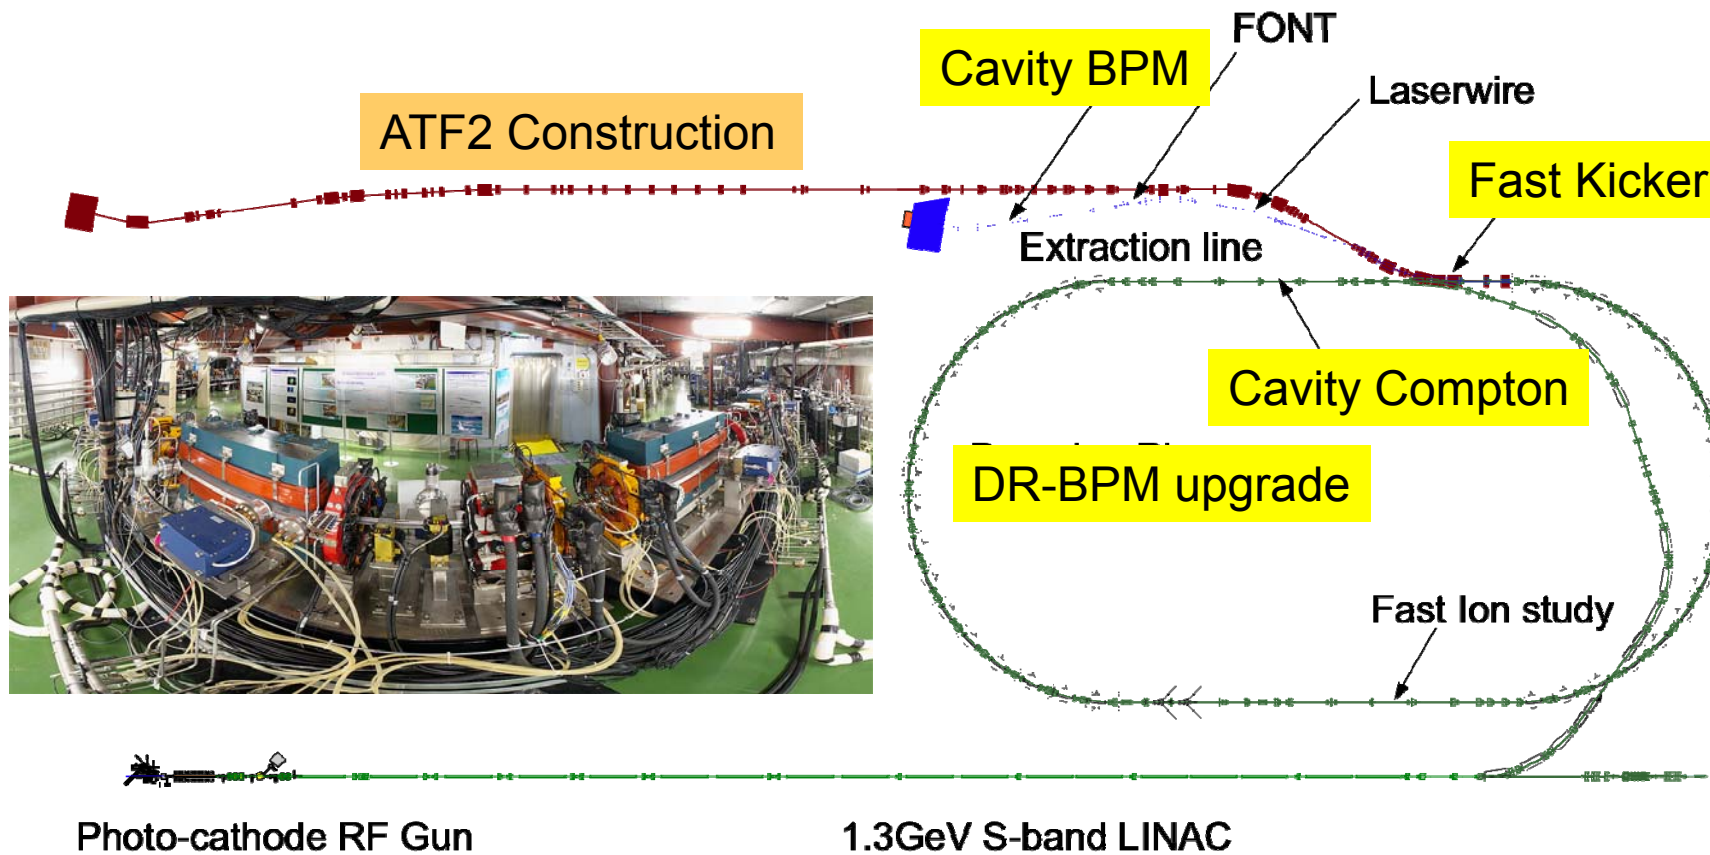 FONT
Cavity BPM
Laserwire
ATF2 Construction
Fast Kicker
Extraction line
Cavity Compton
DR-BPM upgrade
Fast Ion study
Photo-cathode RF Gun
1.3GeV S-band LINAC